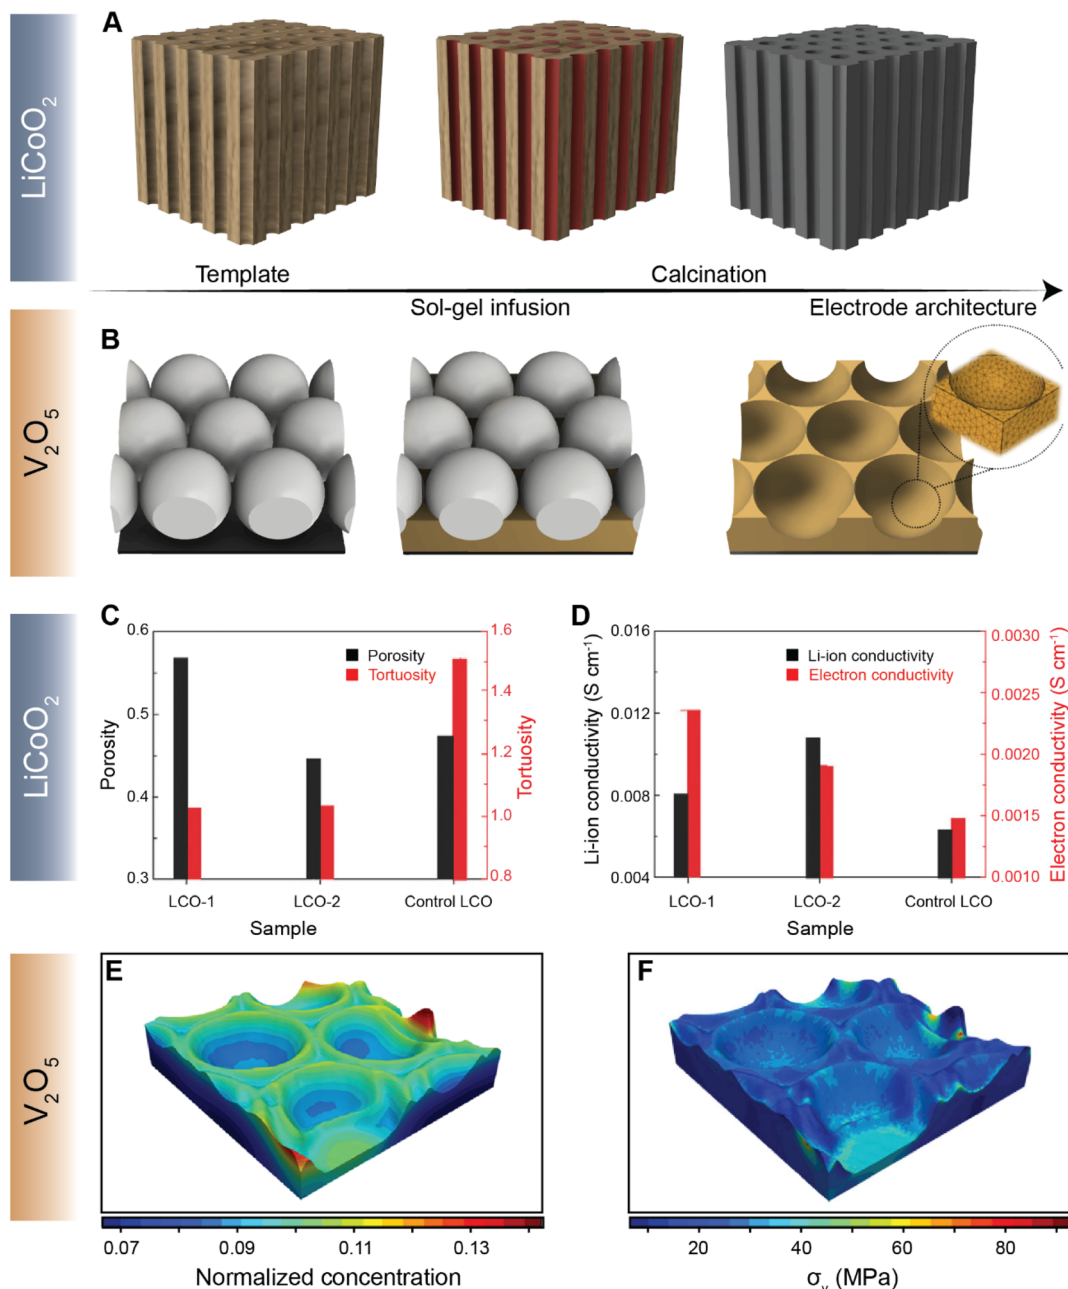 LiCoO2
A
Template
Calcination
Sol-gel infusion
Electrode architecture
V2O5
B
LiCoO2
C
0.6
0.5
0.4
0.3
Porosity
Porosity
Tortuosity
1.6
1.4
1.2
1.0
0.8
Tortuosity
LCO-1
LCO-2
Control LCO
Sample
D
0.016
0.012
0.008
0.004
Li-ion conductivity (S cm⁻¹)
Li-ion conductivity
Electron conductivity
0.0030
0.0025
0.0020
0.0015
0.0010
Electron conductivity (S cm⁻¹)
LCO-1
LCO-2
Control LCO
Sample
V2O5
E
0.07
0.09
0.11
0.13
Normalized concentration
F
20
40
60
80
σv (MPa)